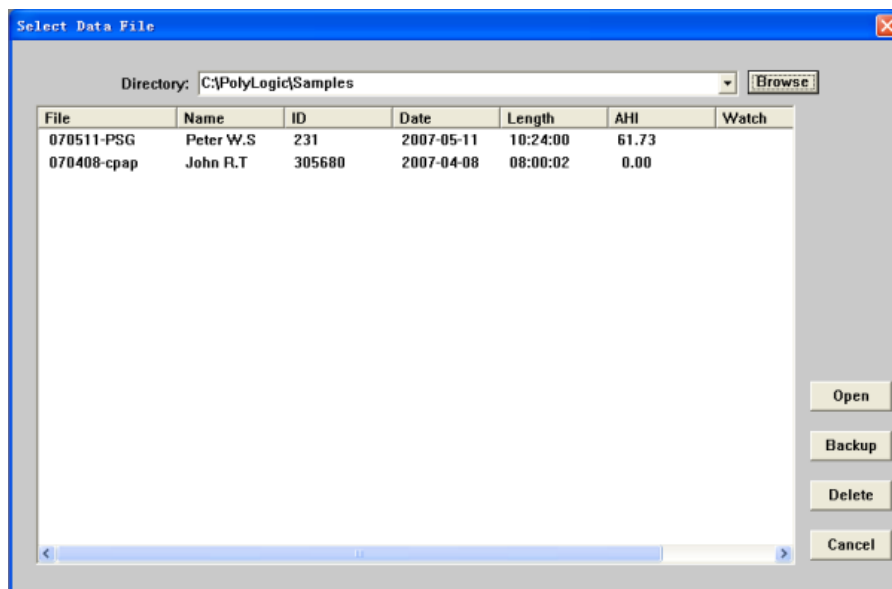 Select Data File
Directory: C:\PolyLogic\Samples Browse
File Name ID Date Length AHI Watch
070511-PSG Peter W.S 231 2007-05-11 10:24:00 61.73
070408-cpap John R.T 305680 2007-04-08 08:00:02 0.00
Open
Backup
Delete
Cancel